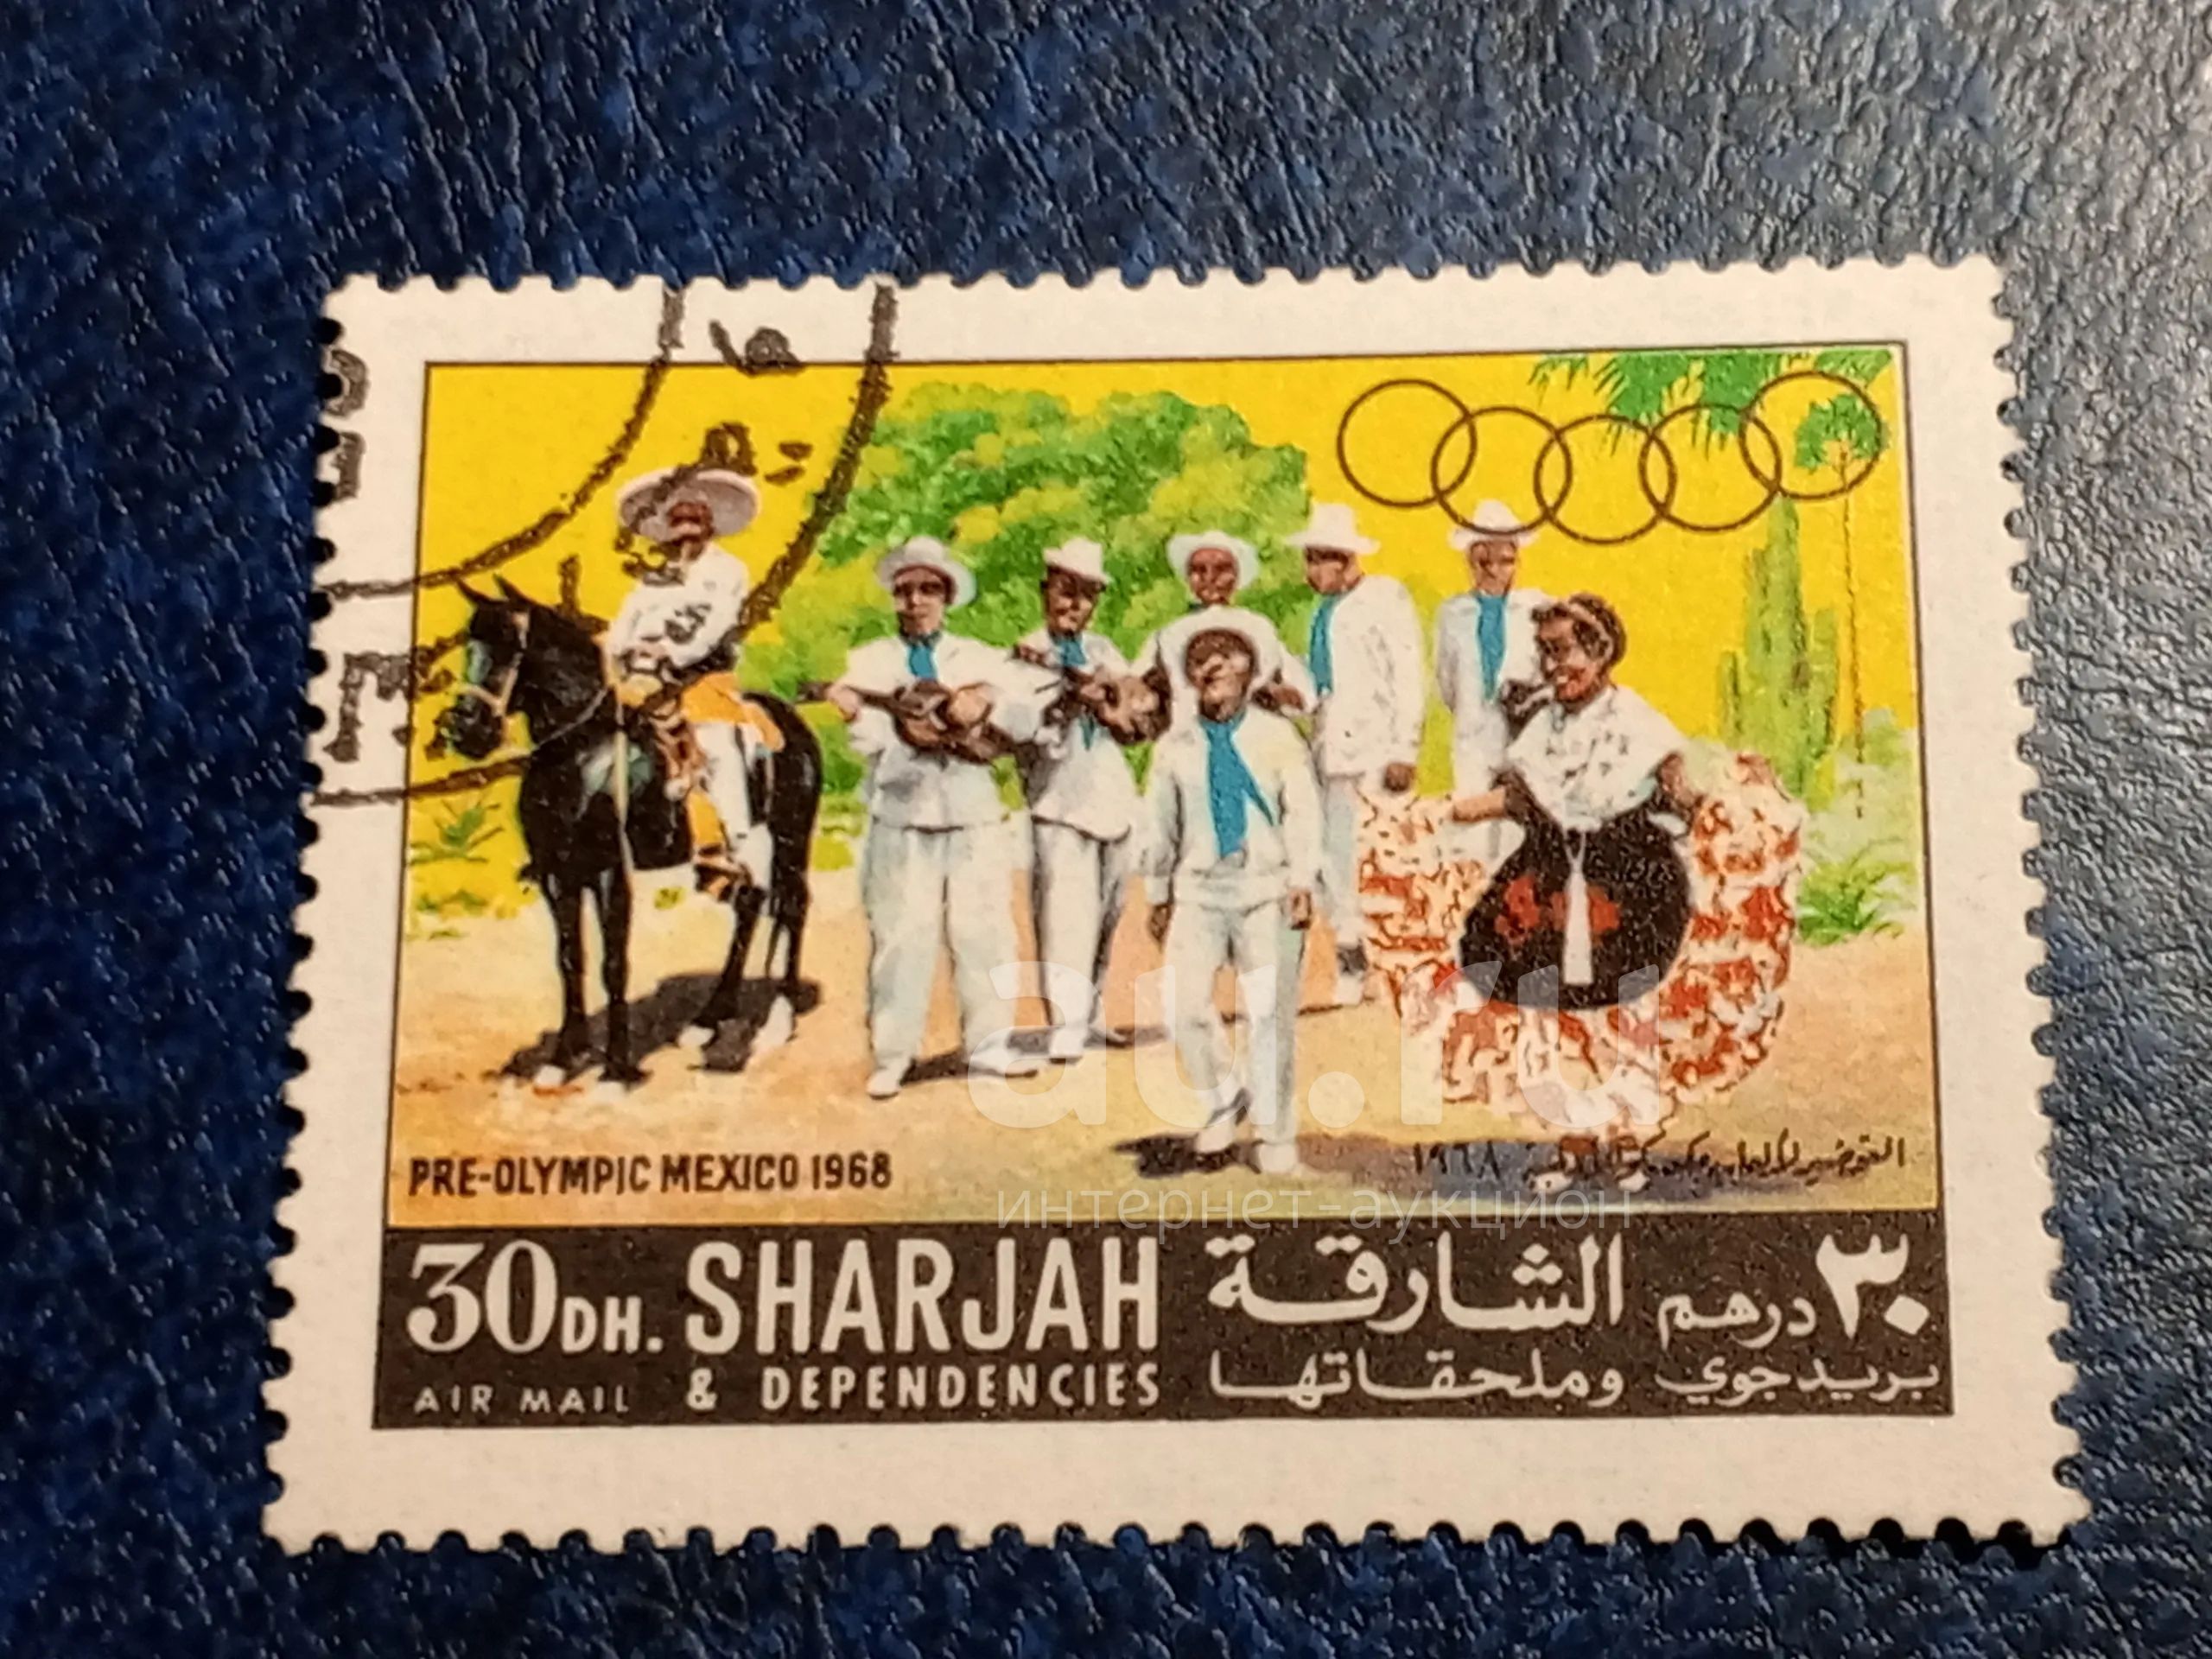 PRE-OLYMPIC MEXICO 1968
١٩٦٨
au.ru
интернет-аукцион
30DH. SHARJAH الشارقة ٣٠ درهم
AIR MAIL & DEPENDENCIES وملحقاتها بريد جوي